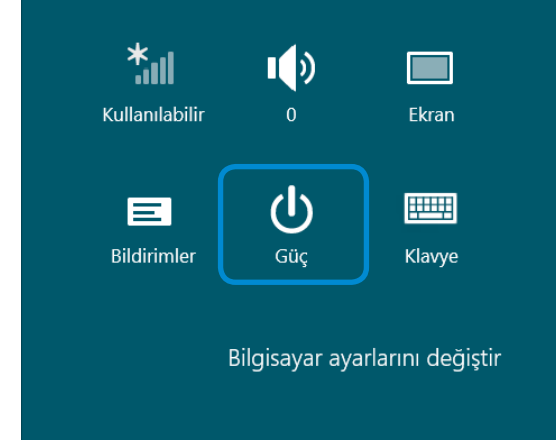 Kullanılabilir
0
Ekran
Bildirimler
Güç
Klavye
Bilgisayar ayarlarını değiştir